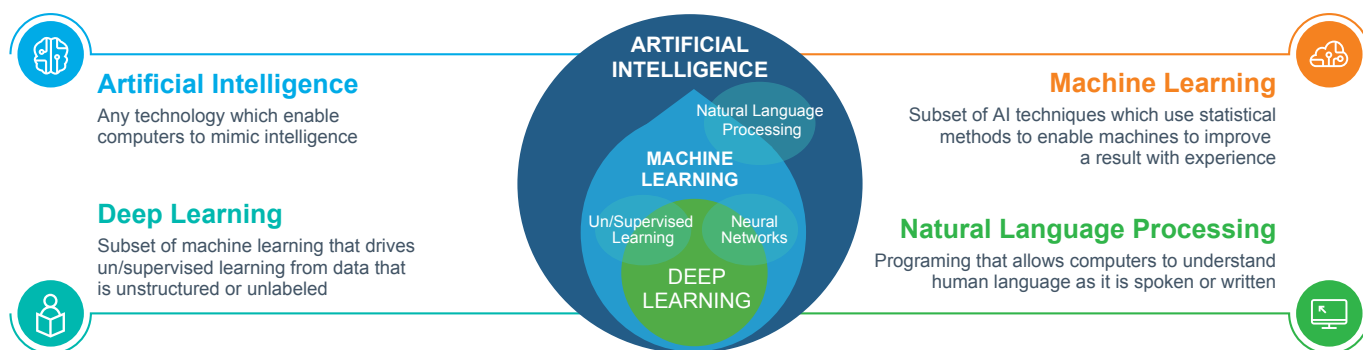 Artificial Intelligence
Any technology which enable
computers to mimic intelligence
Deep Learning
Subset of machine learning that drives
un/supervised learning from data that
is unstructured or unlabeled
ARTIFICIAL
INTELLIGENCE
Natural Language
Processing
MACHINE
LEARNING
Un/Supervised
Learning
Neural
Networks
DEEP
LEARNING
Machine Learning
Subset of AI techniques which use statistical
methods to enable machines to improve
a result with experience
Natural Language Processing
Programing that allows computers to understand
human language as it is spoken or written